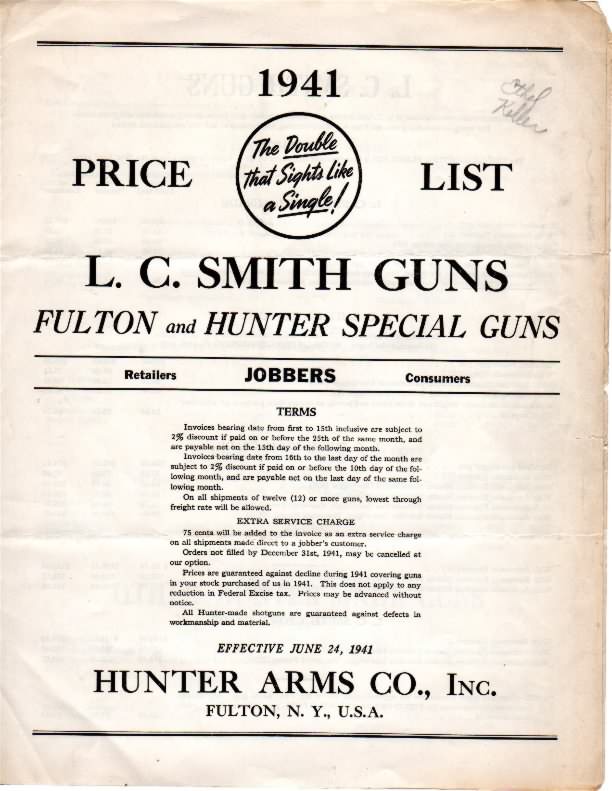 1941
Ethel
Keller
PRICE
The Double
that Sights Like
a Single!
LIST
L. C. SMITH GUNS
FULTON and HUNTER SPECIAL GUNS
Retailers JOBBERS Consumers
TERMS
Invoices bearing date from first to 15th inclusive are subject to
2% discount if paid on or before the 25th of the same month, and
are payable net on the 15th day of the following month.
Invoices bearing date from 16th to the last day of the month are
subject to 2% discount if paid on or before the 10th day of the fol-
lowing month, and are payable net on the last day of the same fol-
lowing month.
On all shipments of twelve (12) or more guns, lowest through
freight rate will be allowed.
EXTRA SERVICE CHARGE
75 cents will be added to the invoice as an extra service charge
on all shipments made direct to a jobber's customer.
Orders not filled by December 31st, 1941, may be cancelled at
our option.
Prices are guaranteed against decline during 1941 covering guns
in your stock purchased of us in 1941. This does not apply to any
reduction in Federal Excise tax. Prices may be advanced without
notice.
All Hunter-made shotguns are guaranteed against defects in
workmanship and material.
EFFECTIVE JUNE 24, 1941
HUNTER ARMS CO., INC.
FULTON, N. Y., U.S.A.